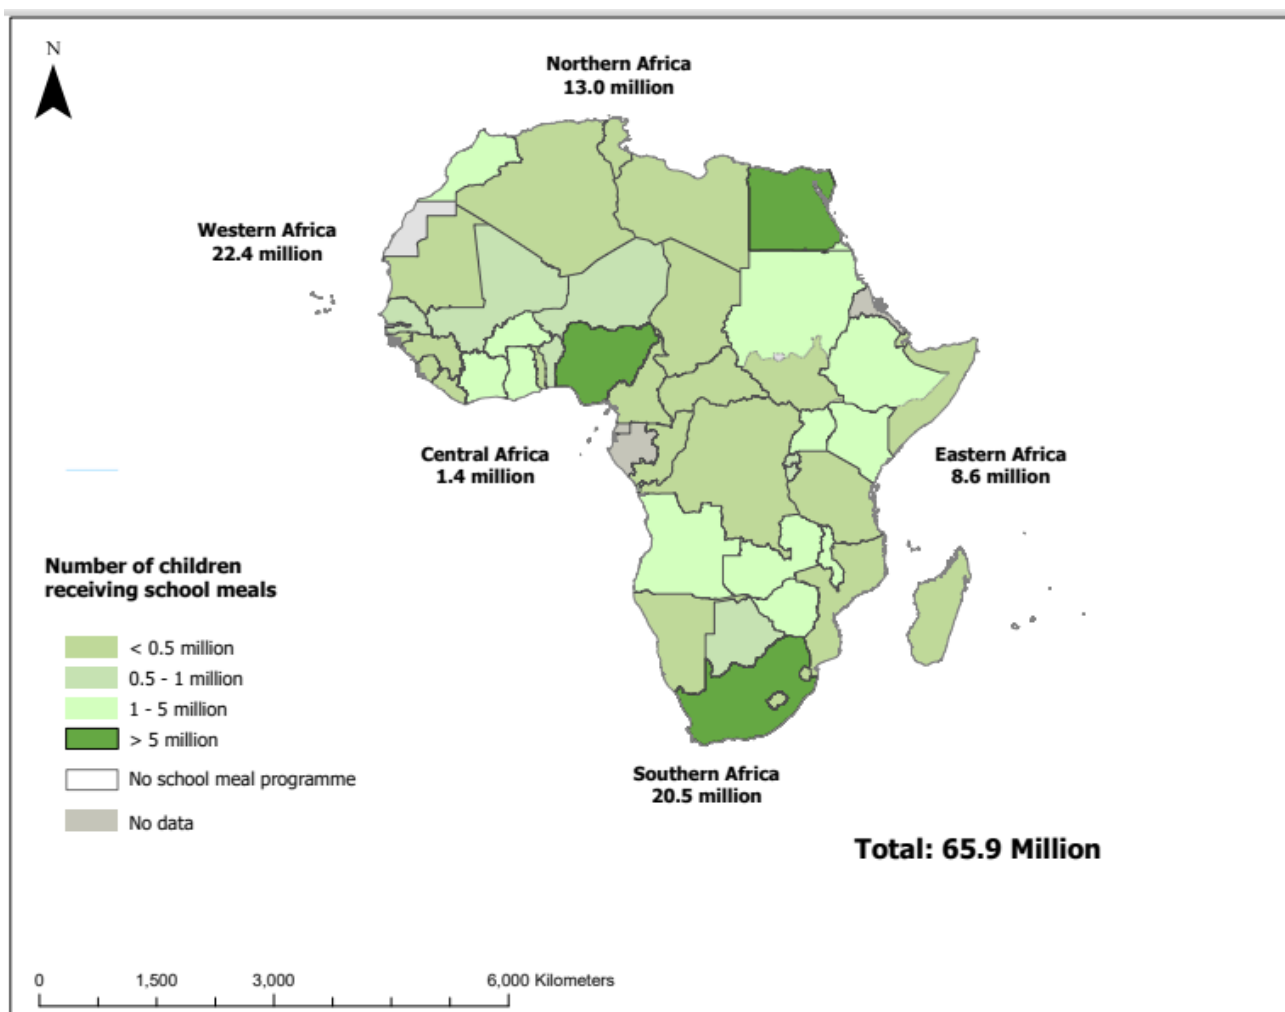 N
Northern Africa
13.0 million
Western Africa
22.4 million
Central Africa
1.4 million
Eastern Africa
8.6 million
Number of children
receiving school meals
< 0.5 million
0.5 - 1 million
1 - 5 million
> 5 million
No school meal programme
No data
Southern Africa
20.5 million
Total: 65.9 Million
0 1,500 3,000 6,000 Kilometers